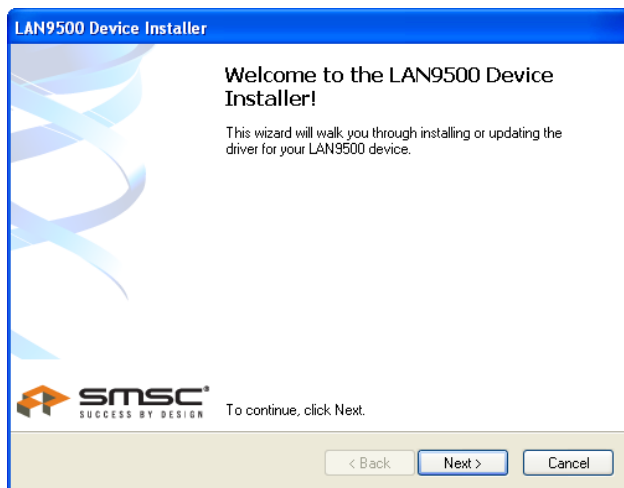 LAN9500 Device Installer
Welcome to the LAN9500 Device
Installer!
This wizard will walk you through installing or updating the
driver for your LAN9500 device.
smsc
SUCCESS BY DESIGN
To continue, click Next.
< Back
Next >
Cancel